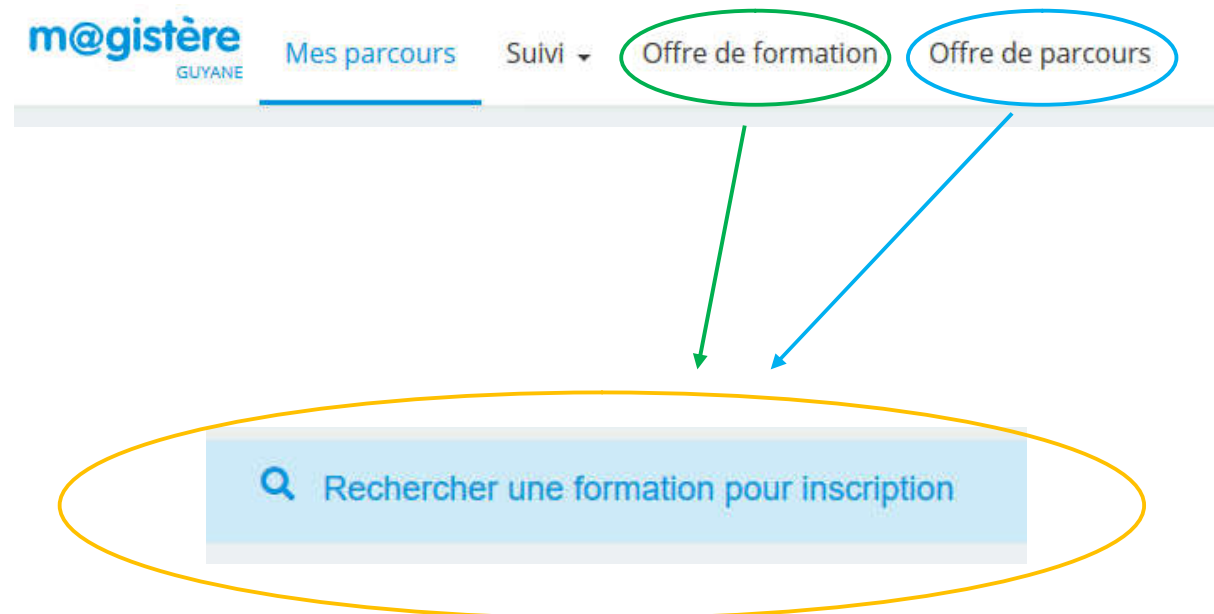 m@gistère
GUYANE
Mes parcours
Suivi
Offre de formation
Offre de parcours
Rechercher une formation pour inscription